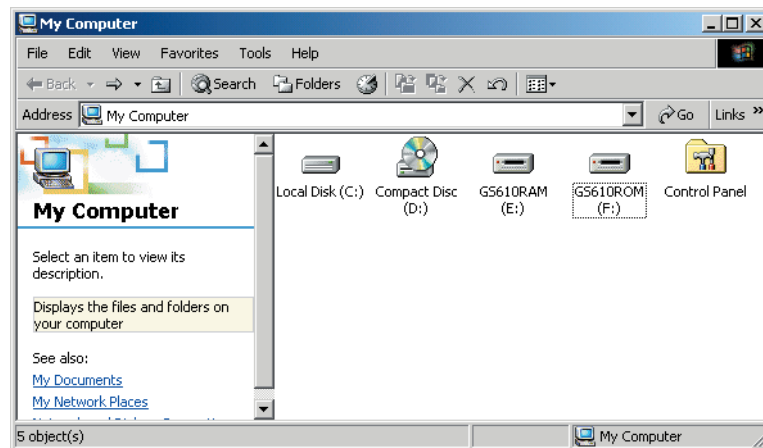 My Computer
File Edit View Favorites Tools Help
Back Search Folders
Address My Computer Go Links »
Local Disk (C:) Compact Disc (D:) GS610RAM (E:) GS610ROM (F:) Control Panel
My Computer
Select an item to view its
description.
Displays the files and folders on
your computer
See also:
My Documents
My Network Places
5 object(s) My Computer